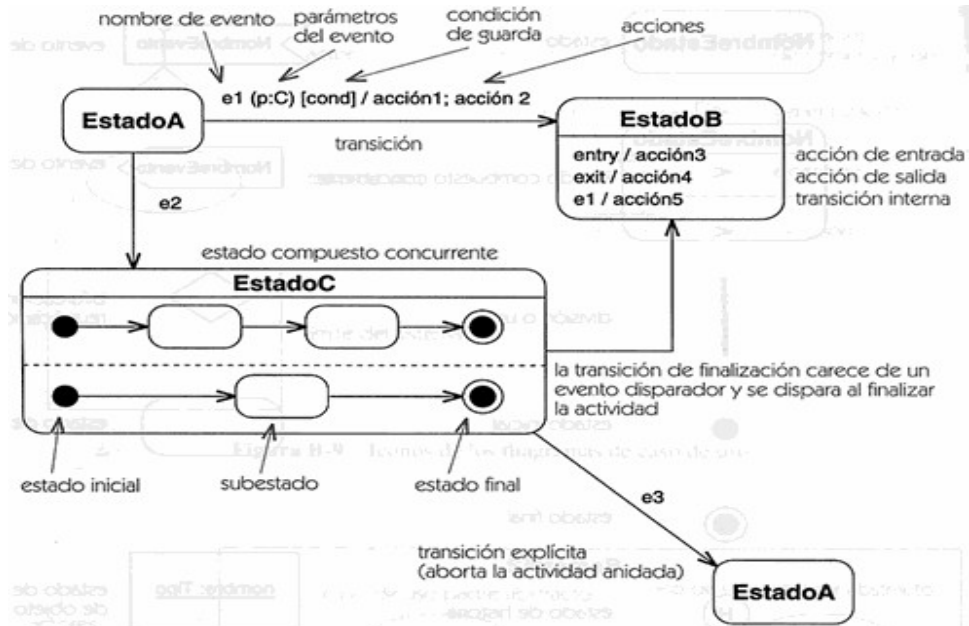 nombre de evento
parámetros
del evento
condición
de guarda
acciones
e1 (p:C) [cond] / acción1; acción 2
EstadoA
transición
EstadoB
entry / acción3
exit / acción4
e1 / acción5
acción de entrada
acción de salida
transición interna
e2
estado compuesto concurrente
EstadoC
la transición de finalización carece de un
evento disparador y se dispara al finalizar
la actividad
estado inicial
subestado
estado final
e3
transición explícita
(aborta la actividad anidada)
EstadoA